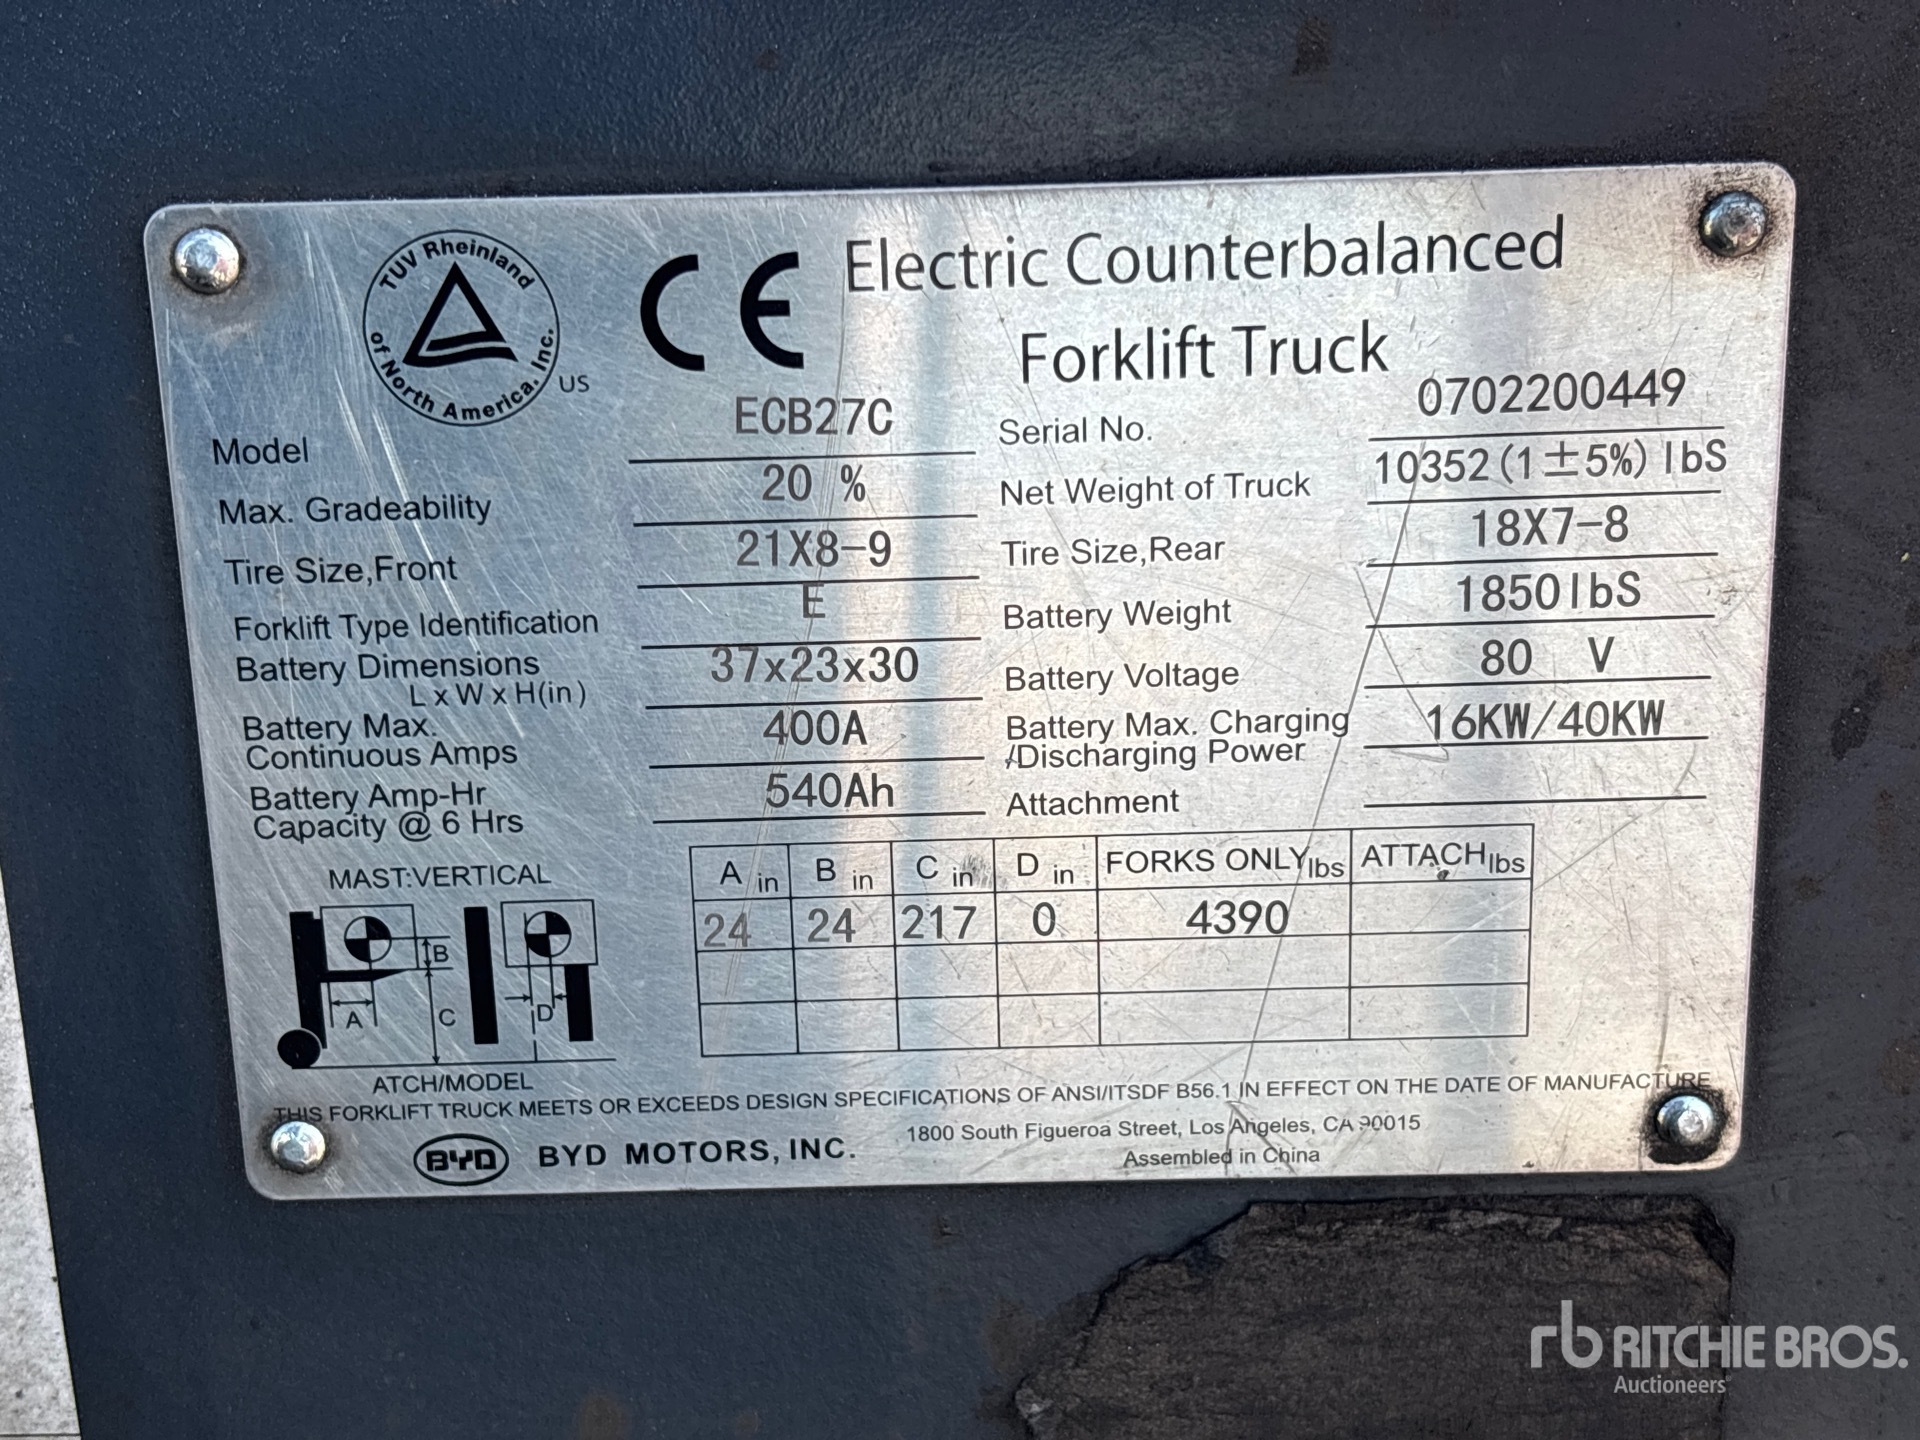 TUV Rheinland
of North America, Inc.
US
CE
Electric Counterbalanced
Forklift Truck
Model ECB27C
Serial No. 0702200449
Max. Gradeability 20 %
Net Weight of Truck 10352(1±5%)lbS
Tire Size,Front 21X8-9
Tire Size,Rear 18X7-8
Forklift Type Identification E
Battery Weight 1850lbS
Battery Dimensions 37x23x30
L x W x H(in)
Battery Voltage 80 V
Battery Max. 400A
Continuous Amps
Battery Max. Charging 16KW/40KW
/Discharging Power
Battery Amp-Hr 540Ah
Capacity @ 6 Hrs
Attachment
MAST:VERTICAL
B
A
C
D
ATCH/MODEL
A in B in C in D in FORKS ONLY lbs ATTACH lbs
24 24 217 0 4390
THIS FORKLIFT TRUCK MEETS OR EXCEEDS DESIGN SPECIFICATIONS OF ANSI/ITSDF B56.1 IN EFFECT ON THE DATE OF MANUFACTURE
BYD BYD MOTORS, INC.
1800 South Figueroa Street, Los Angeles, CA 90015
Assembled in China
rb RITCHIE BROS.
Auctioneers